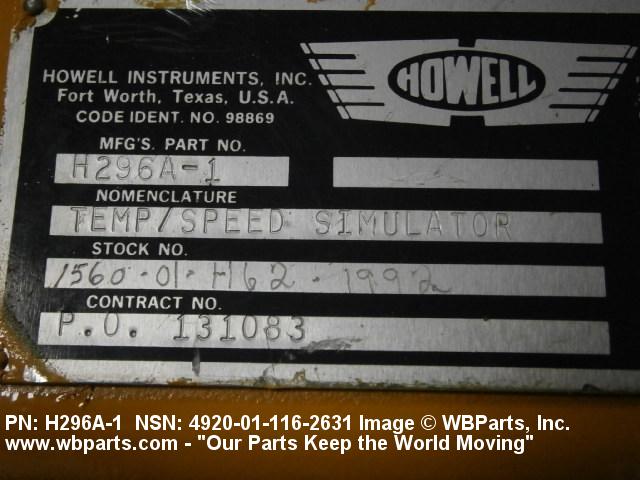 HOWELL INSTRUMENTS, INC.
Fort Worth, Texas, U.S.A.
CODE IDENT. NO. 98869
HOWELL
MFG'S. PART NO.
H296A-1
NOMENCLATURE
TEMP/SPEED SIMULATOR
STOCK NO.
1560-01-H62-1992
CONTRACT NO.
P.O. 131083
PN: H296A-1 NSN: 4920-01-116-2631 Image © WBParts, Inc.
www.wbparts.com - "Our Parts Keep the World Moving"